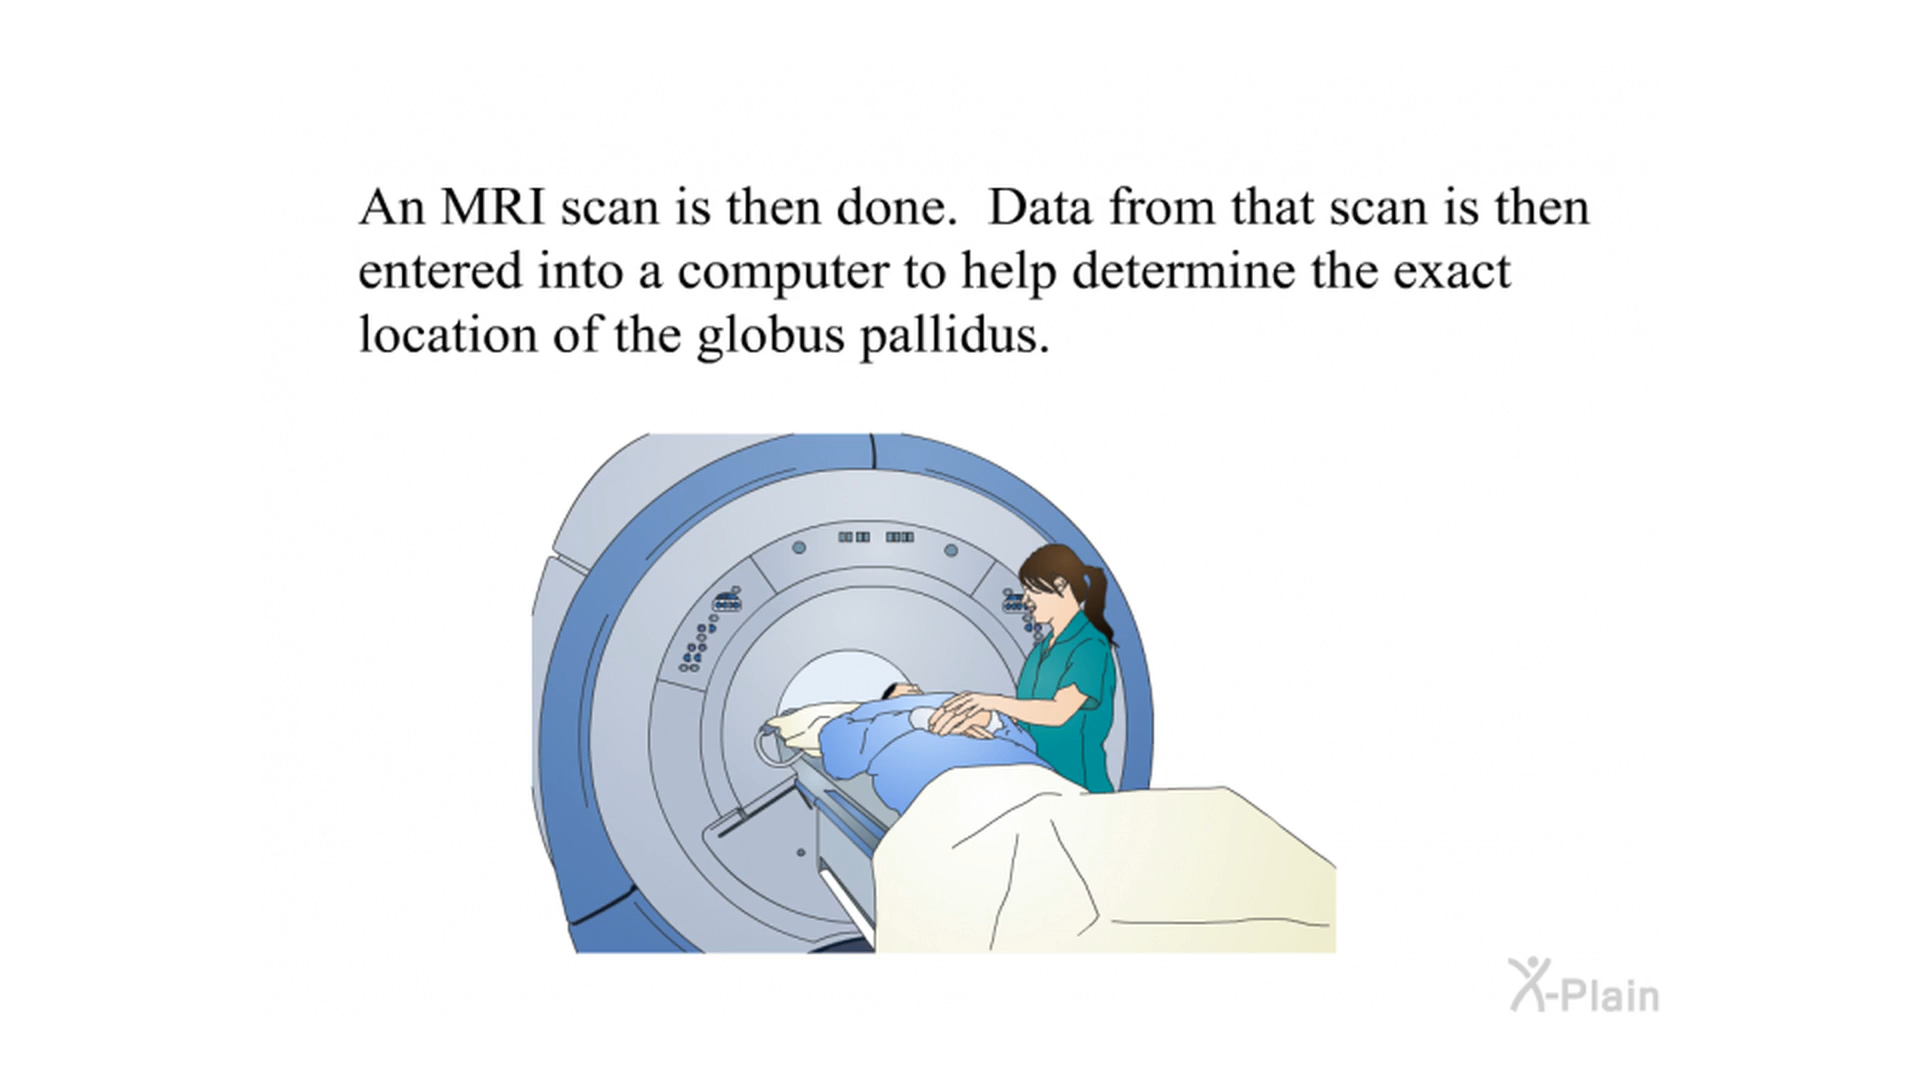 An MRI scan is then done.  Data from that scan is then
entered into a computer to help determine the exact
location of the globus pallidus.
X-Plain